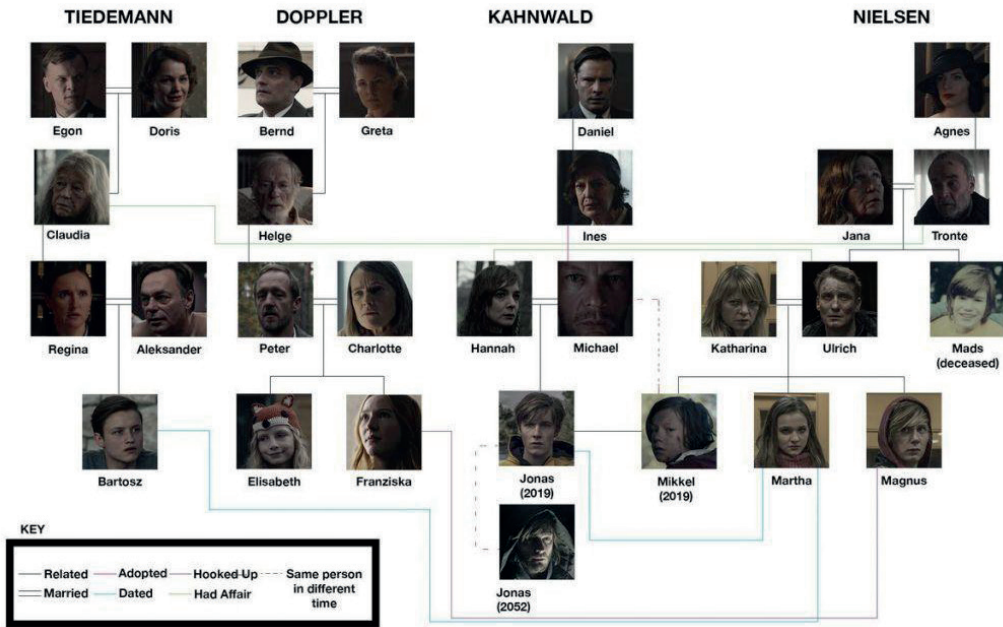 TIEDEMANN DOPPLER KAHNWALD NIELSEN
Egon Doris Bernd Greta Daniel Agnes
Claudia Helge Ines Jana Tronte
Regina Aleksander Peter Charlotte Hannah Michael Katharina Ulrich Mads
(deceased)
Bartosz Elisabeth Franziska Jonas
(2019) Mikkel
(2019) Martha Magnus
KEY
Related Adopted Hooked Up Same person
in different
time
Married Dated Had Affair
Jonas
(2052)